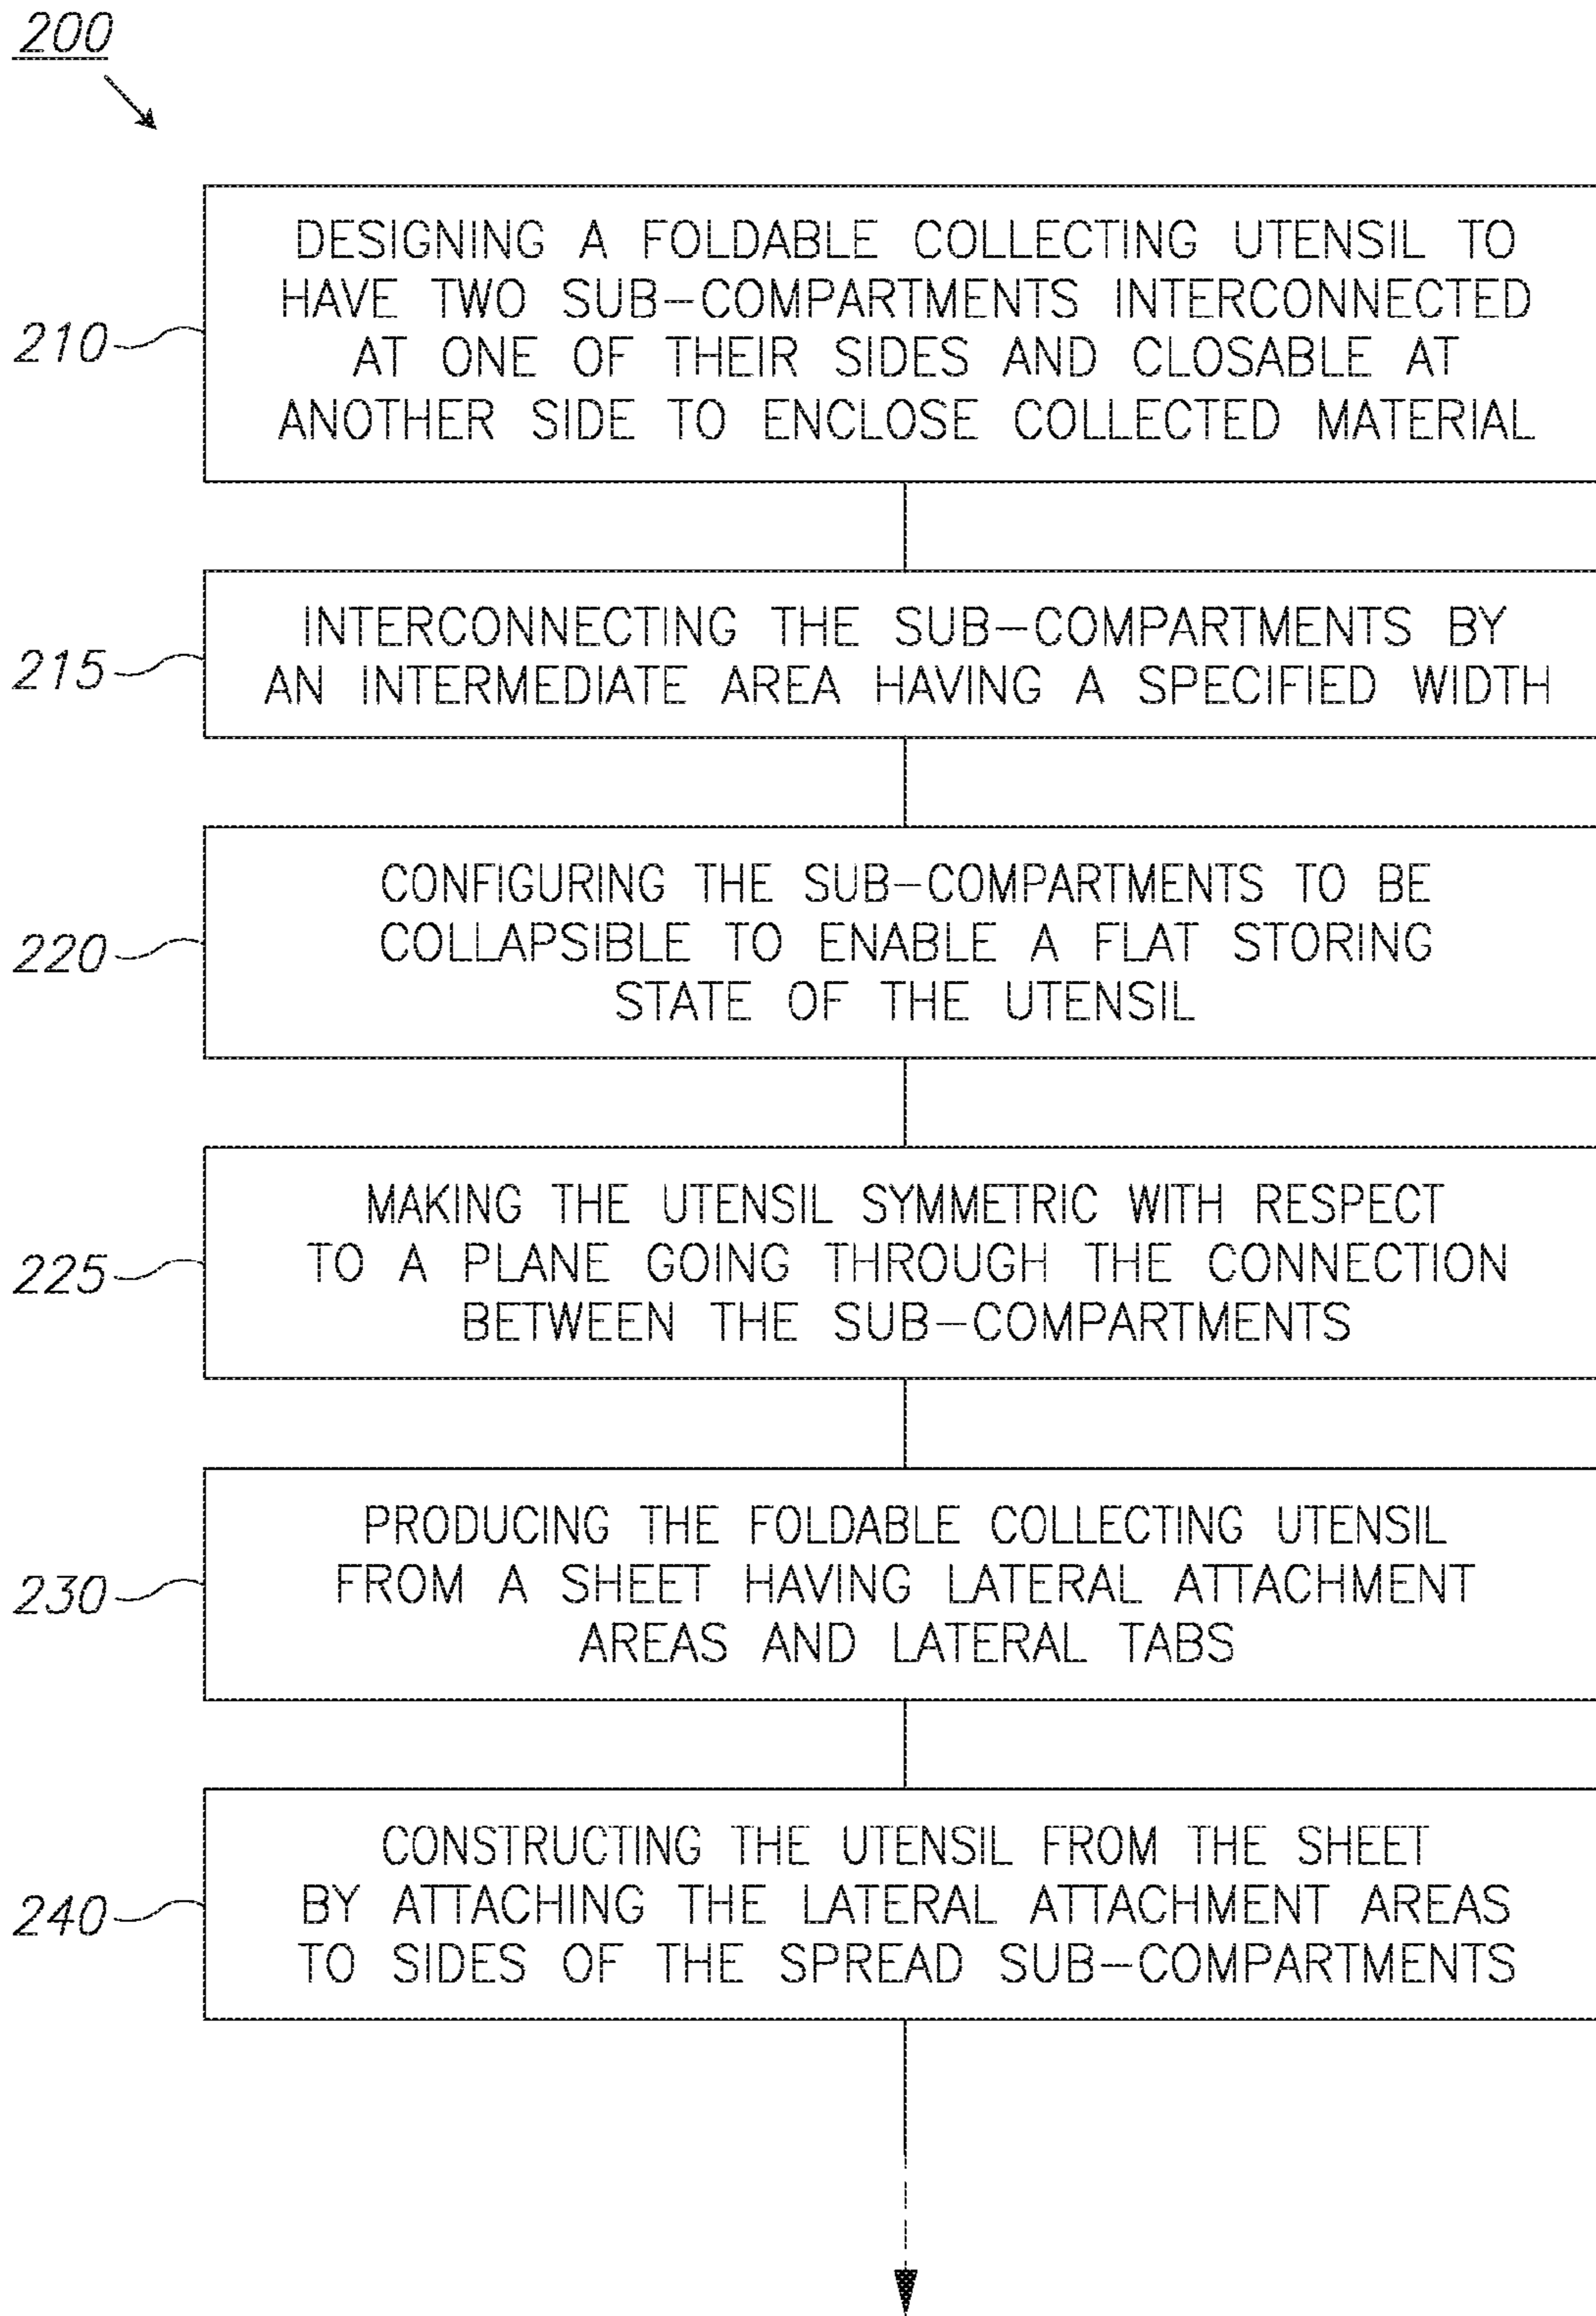 200
210
DESIGNING A FOLDABLE COLLECTING UTENSIL TO
HAVE TWO SUB-COMPARTMENTS INTERCONNECTED
AT ONE OF THEIR SIDES AND CLOSABLE AT
ANOTHER SIDE TO ENCLOSE COLLECTED MATERIAL
215
INTERCONNECTING THE SUB-COMPARTMENTS BY
AN INTERMEDIATE AREA HAVING A SPECIFIED WIDTH
220
CONFIGURING THE SUB-COMPARTMENTS TO BE
COLLAPSIBLE TO ENABLE A FLAT STORING
STATE OF THE UTENSIL
225
MAKING THE UTENSIL SYMMETRIC WITH RESPECT
TO A PLANE GOING THROUGH THE CONNECTION
BETWEEN THE SUB-COMPARTMENTS
230
PRODUCING THE FOLDABLE COLLECTING UTENSIL
FROM A SHEET HAVING LATERAL ATTACHMENT
AREAS AND LATERAL TABS
240
CONSTRUCTING THE UTENSIL FROM THE SHEET
BY ATTACHING THE LATERAL ATTACHMENT AREAS
TO SIDES OF THE SPREAD SUB-COMPARTMENTS